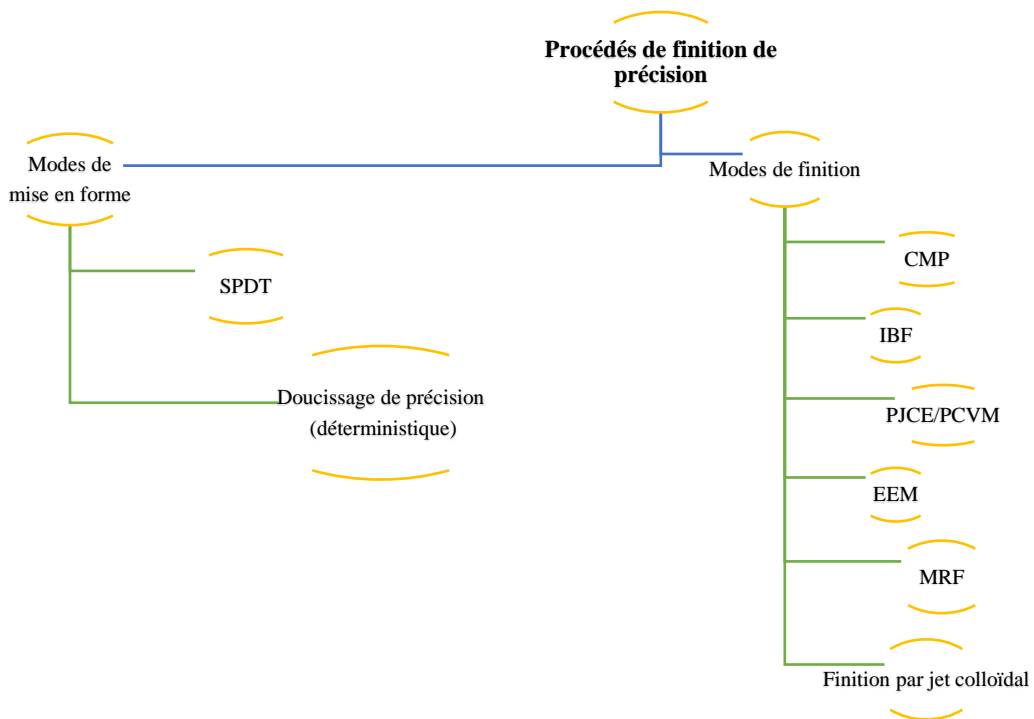 Procédés de finition de
précision
Modes de
mise en forme
SPDT
Doucissage de précision
(déterministique)
Modes de finition
CMP
IBF
PJCE/PCVM
EEM
MRF
Finition par jet colloïdal